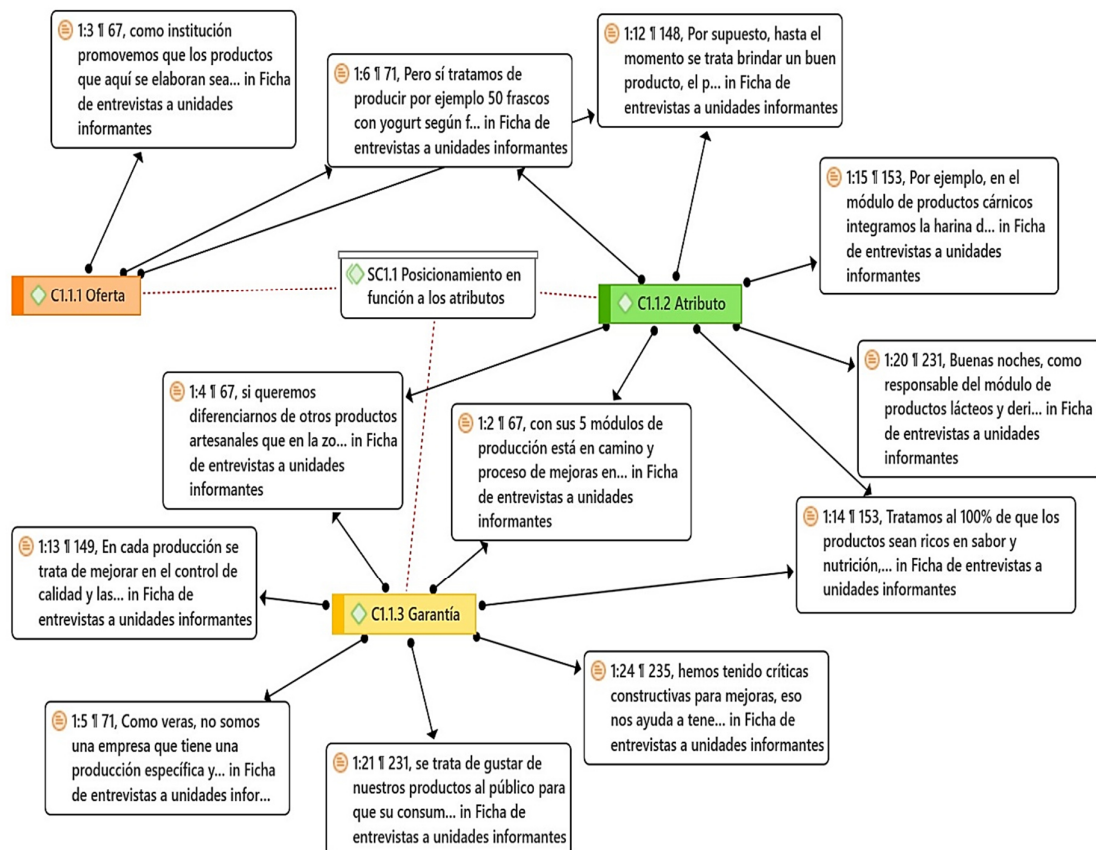 1:3 ¶ 67, como institución
promovemos que los productos
que aquí se elaboran sea... in Ficha
de entrevistas a unidades
informantes
1:6 ¶ 71, Pero sí tratamos de
producir por ejemplo 50 frascos
con yogurt según f... in Ficha de
entrevistas a unidades
informantes
1:12 ¶ 148, Por supuesto, hasta el
momento se trata brindar un buen
producto, el p... in Ficha de
entrevistas a unidades
informantes
1:15 ¶ 153, Por ejemplo, en el
módulo de productos cárnicos
integramos la harina d... in Ficha
de entrevistas a unidades
informantes
C1.1.1 Oferta
SC1.1 Posicionamiento en
función a los atributos
C1.1.2 Atributo
1:20 ¶ 231, Buenas noches, como
responsable del módulo de
productos lácteos y deri... in Ficha
de entrevistas a unidades
informantes
1:4 ¶ 67, si queremos
diferenciarnos de otros productos
artesanales que en la zo... in Ficha
de entrevistas a unidades
informantes
1:2 ¶ 67, con sus 5 módulos de
producción está en camino y
proceso de mejoras en... in Ficha
de entrevistas a unidades
informantes
1:14 ¶ 153, Tratamos al 100% de que los
productos sean ricos en sabor y
nutrición,... in Ficha de entrevistas a
unidades informantes
1:13 ¶ 149, En cada producción se
trata de mejorar en el control de
calidad y las... in Ficha de
entrevistas a unidades informantes
C1.1.3 Garantía
1:24 ¶ 235, hemos tenido críticas
constructivas para mejoras, eso
nos ayuda a tene... in Ficha de
entrevistas a unidades
informantes
1:5 ¶ 71, Como veras, no somos
una empresa que tiene una
producción específica y... in Ficha
de entrevistas a unidades infor...
1:21 ¶ 231, se trata de gustar de
nuestros productos al público para
que su consum... in Ficha de
entrevistas a unidades informantes